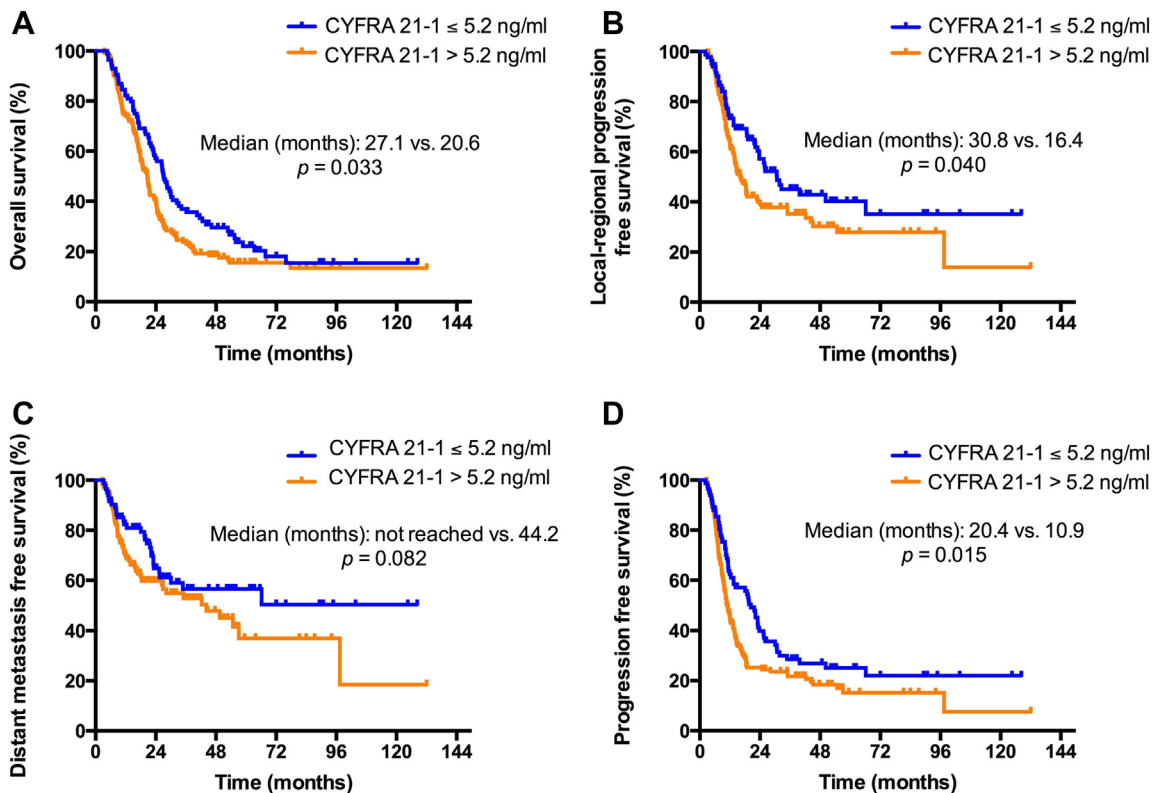 A
CYFRA 21-1 ≤ 5.2 ng/ml
CYFRA 21-1 > 5.2 ng/ml
Overall survival (%)
100
80
60
40
20
0
Median (months): 27.1 vs. 20.6
p = 0.033
0 24 48 72 96 120 144
Time (months)
B
CYFRA 21-1 ≤ 5.2 ng/ml
CYFRA 21-1 > 5.2 ng/ml
Local-regional progression
free survival (%)
100
80
60
40
20
0
Median (months): 30.8 vs. 16.4
p = 0.040
0 24 48 72 96 120 144
Time (months)
C
CYFRA 21-1 ≤ 5.2 ng/ml
CYFRA 21-1 > 5.2 ng/ml
Distant metastasis free survival (%)
100
80
60
40
20
0
Median (months): not reached vs. 44.2
p = 0.082
0 24 48 72 96 120 144
Time (months)
D
CYFRA 21-1 ≤ 5.2 ng/ml
CYFRA 21-1 > 5.2 ng/ml
Progression free survival (%)
100
80
60
40
20
0
Median (months): 20.4 vs. 10.9
p = 0.015
0 24 48 72 96 120 144
Time (months)